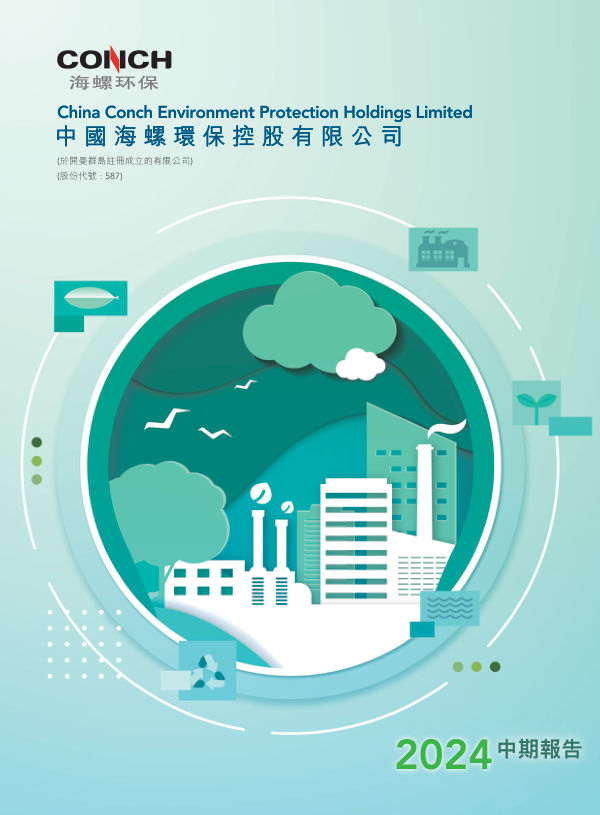 CONCH
海螺环保
China Conch Environment Protection Holdings Limited
中國海螺環保控股有限公司
(於開曼群島註冊成立的有限公司)
(股份代號：587)
2024 中期報告